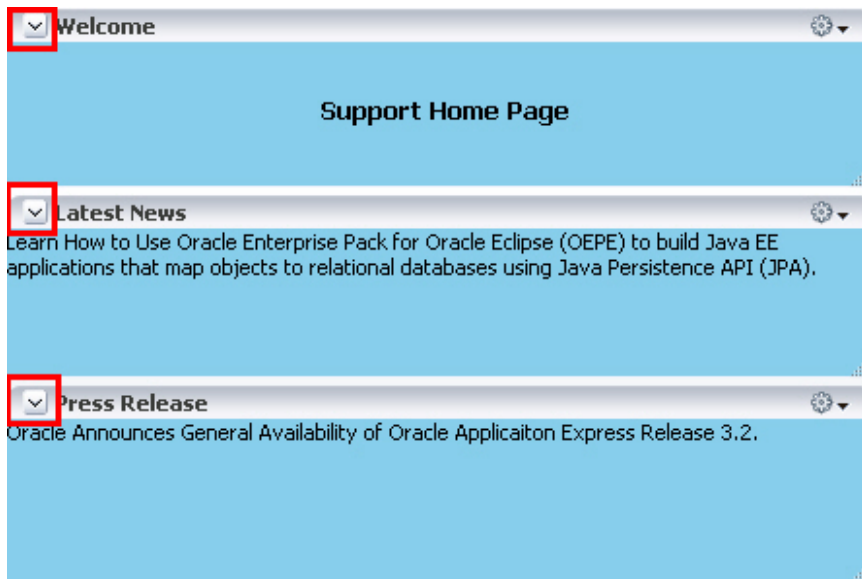 Welcome
Support Home Page
Latest News
Learn How to Use Oracle Enterprise Pack for Oracle Eclipse (OEPE) to build Java EE
applications that map objects to relational databases using Java Persistence API (JPA).
Press Release
Oracle Announces General Availability of Oracle Applicaiton Express Release 3.2.